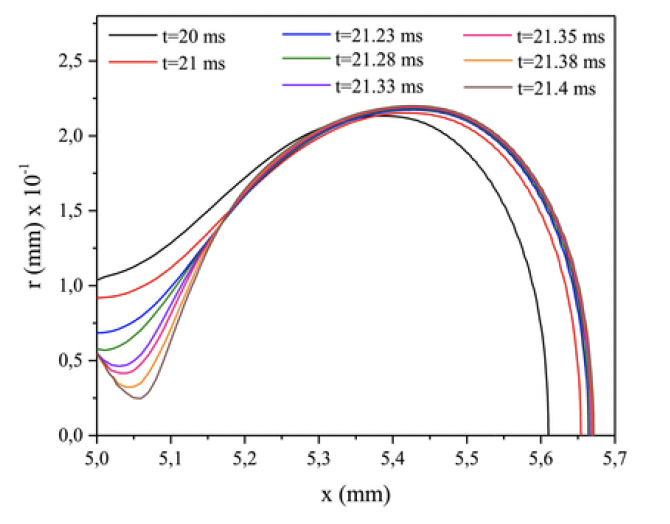 t=20 ms
t=21 ms
t=21.23 ms
t=21.28 ms
t=21.33 ms
t=21.35 ms
t=21.38 ms
t=21.4 ms
r (mm) x 10⁻¹
2,5
2,0
1,5
1,0
0,5
0,0
5,0 5,1 5,2 5,3 5,4 5,5 5,6 5,7
x (mm)